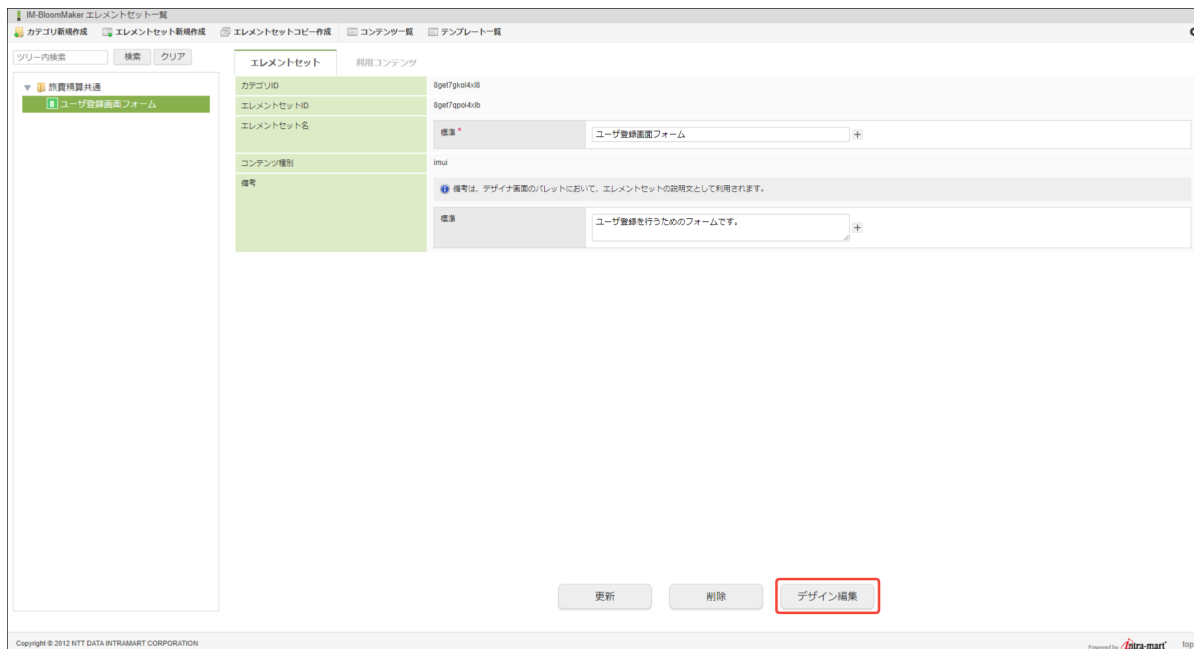 IM-BloomMaker エレメントセット一覧
カテゴリ新規作成 エレメントセット新規作成 エレメントセットコピー作成 コンテンツ一覧 テンプレート一覧
ツリー内検索 検索 クリア
エレメントセット 利用コンテンツ
旅費精算共通
8 ユーザ登録画面フォーム
カテゴリID 8get7gkol4xl8
エレメントセットID 8get7qpoi4xlb
エレメントセット名 標準 * ユーザ登録画面フォーム +
コンテンツ種別 imui
備考
備考は、デザイナ画面のパレットにおいて、エレメントセットの説明文として利用されます。
標準 ユーザ登録を行うためのフォームです。 +
更新 削除 デザイン編集
Copyright © 2012 NTT DATA INTRAMART CORPORATION
Powered by intra-mart top